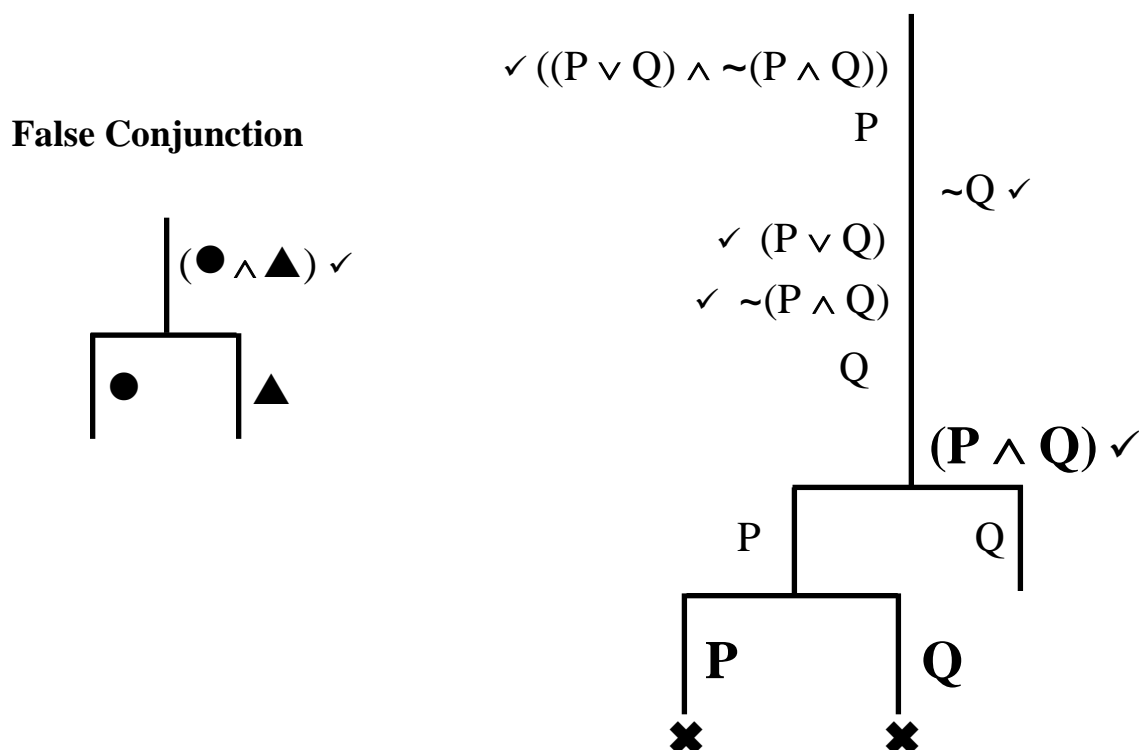 False Conjunction
(● ∧ ▲) ✓
● ▲
✓ ((P ∨ Q) ∧ ~(P ∧ Q))
P
~Q ✓
✓ (P ∨ Q)
✓ ~(P ∧ Q)
Q
(P ∧ Q) ✓
P Q
P Q
✖ ✖